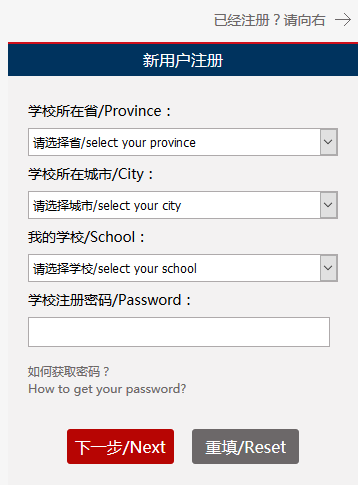 已经注册？请向右
新用户注册
学校所在省/Province：
请选择省/select your province
学校所在城市/City：
请选择城市/select your city
我的学校/School：
请选择学校/select your school
学校注册密码/Password：
如何获取密码？
How to get your password?
下一步/Next 重填/Reset